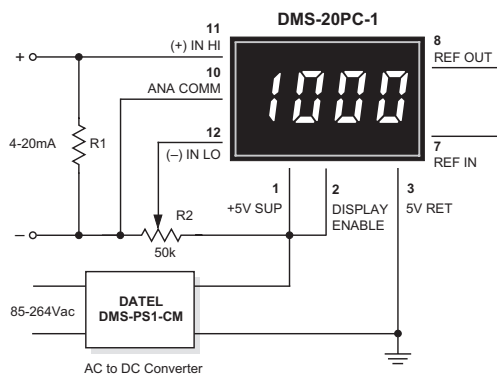 DMS-20PC-1
11
(+) IN HI
8
REF OUT
10
ANA COMM
1000
+
4-20mA
R1
12
(–) IN LO
7
REF IN
1
+5V SUP
2
DISPLAY
ENABLE
3
5V RET
–
R2
50k
85-264Vac
DATEL
DMS-PS1-CM
AC to DC Converter